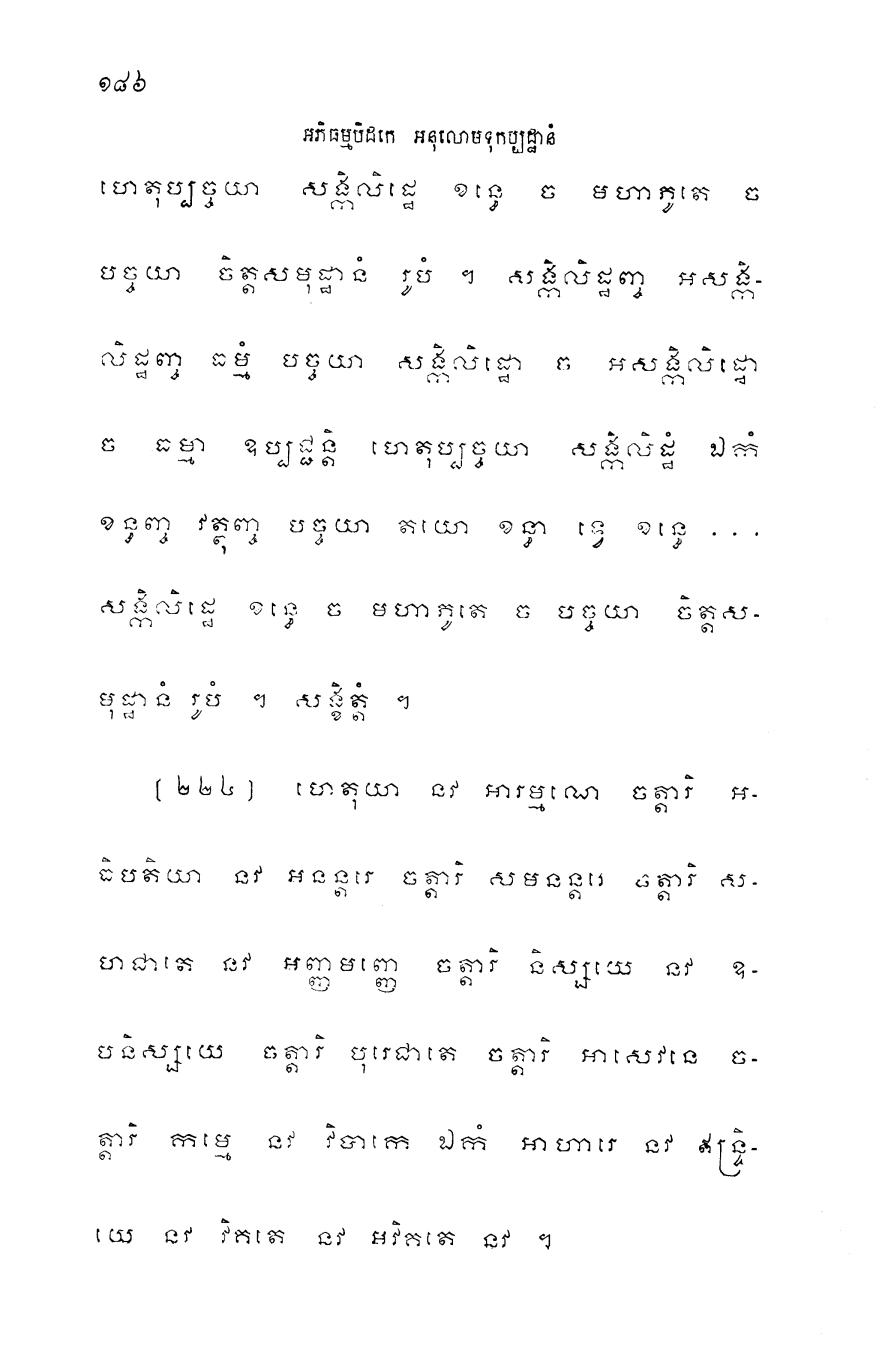 ១៨៦
អភិធម្មបិដកេ អនុលោមទុកប្បដ្ឋានំ
ហេតុប្បច្ចយា សង្កិលិដ្ឋេ ខន្ធេ ច មហាភូតេ ច
បច្ចយា ចិត្តសមុដ្ឋានំ រូបំ ។ សង្កិលិដ្ឋញ្ច អសង្កិ-
លិដ្ឋញ្ច ធម្មំ បច្ចយា សង្កិលិដ្ឋោ ច អសង្កិលិដ្ឋោ
ច ធម្មា ឧប្បជ្ជន្តិ ហេតុប្បច្ចយា សង្កិលិដ្ឋំ ឯកំ
ខន្ធញ្ច វត្ថុញ្ច បច្ចយា តយោ ខន្ធា ទ្វេ ខន្ធេ ...
សង្កិលិដ្ឋេ ខន្ធេ ច មហាភូតេ ច បច្ចយា ចិត្តស-
មុដ្ឋានំ រូបំ ។ សង្ខិត្តំ ។
[២២៤] ហេតុយា នវ អារម្មណេ ចត្តារិ អ-
ធិបតិយា នវ អនន្តរេ ចត្តារិ សមនន្តរេ ចត្តារិ ស-
ហជាតេ នវ អញ្ញមញ្ញេ ចត្តារិ និស្សយេ នវ ឧ-
បនិស្សយេ ចត្តារិ បុរេជាតេ ចត្តារិ អាសេវនេ ច-
ត្តារិ កម្មេ នវ វិបាកេ ឯកំ អាហារេ នវ ឥន្ទ្រិ-
យេ នវ វិគតេ នវ អវិគតេ នវ ។